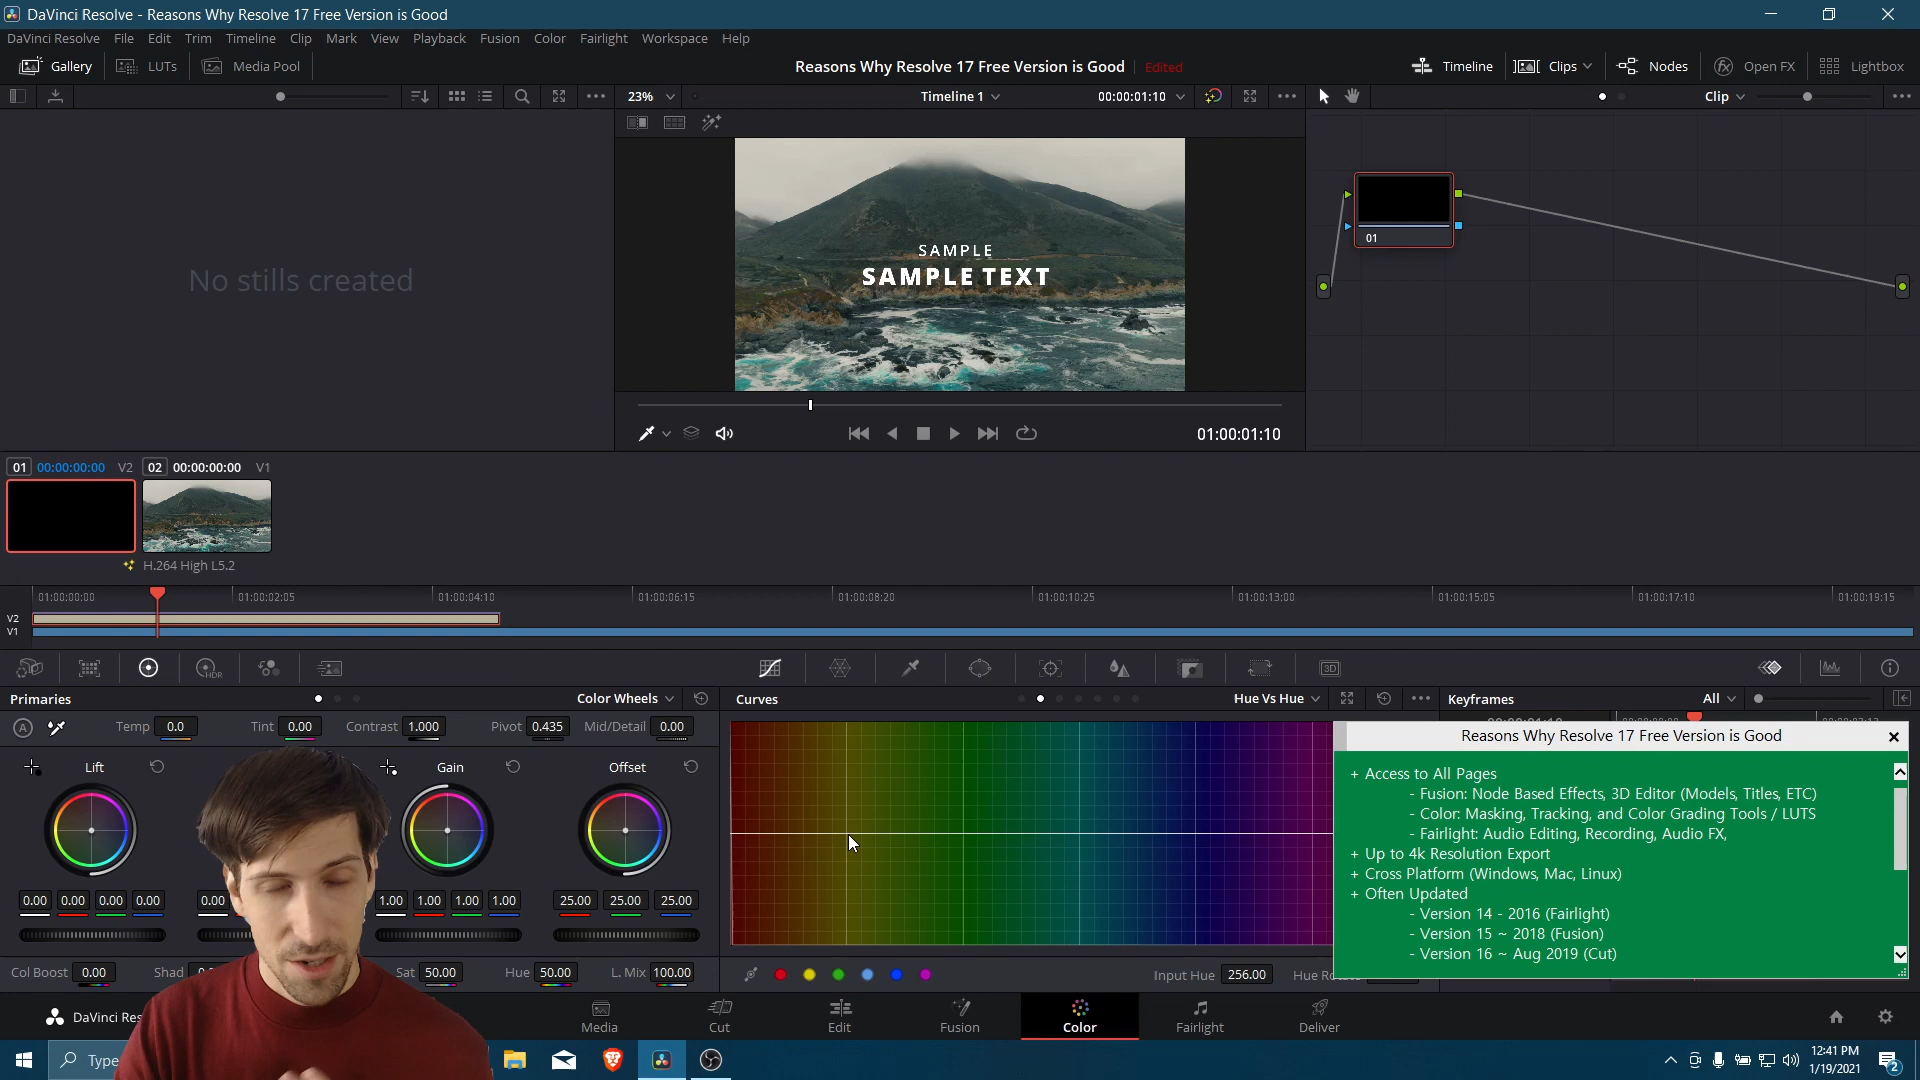 DaVinci Resolve - Reasons Why Resolve 17 Free Version is Good
DaVinci Resolve File Edit Trim Timeline Clip Mark View Playback Fusion Color Fairlight Workspace Help
Gallery LUTs Media Pool Reasons Why Resolve 17 Free Version is Good Edited Timeline Clips Nodes Open FX Lightbox
23% Timeline 1 00:00:01:10 Clip
SAMPLE
SAMPLE TEXT
No stills created
01
01:00:01:10
01 00:00:00:00 V2 02 00:00:00:00 V1
H.264 High L5.2
01:00:00:00 01:00:02:05 01:00:04:10 01:00:06:15 01:00:08:20 01:00:10:25 01:00:13:00 01:00:15:05 01:00:17:10 01:00:19:15
V2
V1
HDR 3D
Primaries Color Wheels Curves Hue Vs Hue Keyframes All
A Temp 0.0 Tint 0.00 Contrast 1.000 Pivot 0.435 Mid/Detail 0.00
Lift Gain Offset
0.00 0.00 0.00 0.00 0.00 1.00 1.00 1.00 1.00 25.00 25.00 25.00
Col Boost 0.00 Shad Sat 50.00 Hue 50.00 L. Mix 100.00 Input Hue 256.00 Hue
Reasons Why Resolve 17 Free Version is Good
+ Access to All Pages
- Fusion: Node Based Effects, 3D Editor (Models, Titles, ETC)
- Color: Masking, Tracking, and Color Grading Tools / LUTS
- Fairlight: Audio Editing, Recording, Audio FX,
+ Up to 4k Resolution Export
+ Cross Platform (Windows, Mac, Linux)
+ Often Updated
- Version 14 - 2016 (Fairlight)
- Version 15 ~ 2018 (Fusion)
- Version 16 ~ Aug 2019 (Cut)
DaVinci Res Media Cut Edit Fusion Color Fairlight Deliver
Type
12:41 PM
1/19/2021
2